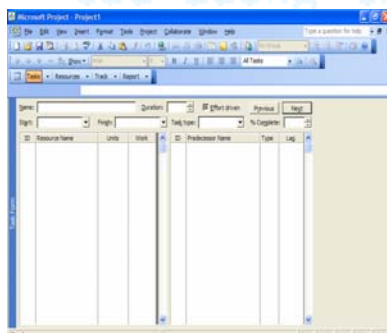 Microsoft Project - Project1
File Edit View Insert Format Tools Project Collaborate Window Help Type a question for help
Show All Tasks
Tasks Resources Track Report
Name: Duration: Effort driven Previous Next
Start: Finish: Task type: % Complete:
ID Resource Name Units Work ID Predecessor Name Type Lag
Task Form